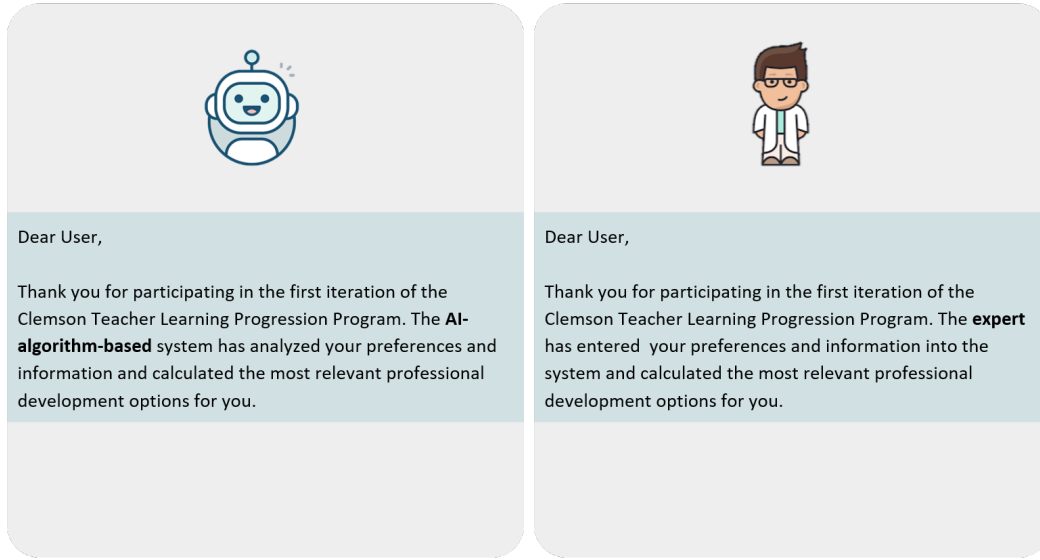 Dear User,
Thank you for participating in the first iteration of the
Clemson Teacher Learning Progression Program. The AI-
algorithm-based system has analyzed your preferences and
information and calculated the most relevant professional
development options for you.
Dear User,
Thank you for participating in the first iteration of the
Clemson Teacher Learning Progression Program. The expert
has entered  your preferences and information into the
system and calculated the most relevant professional
development options for you.